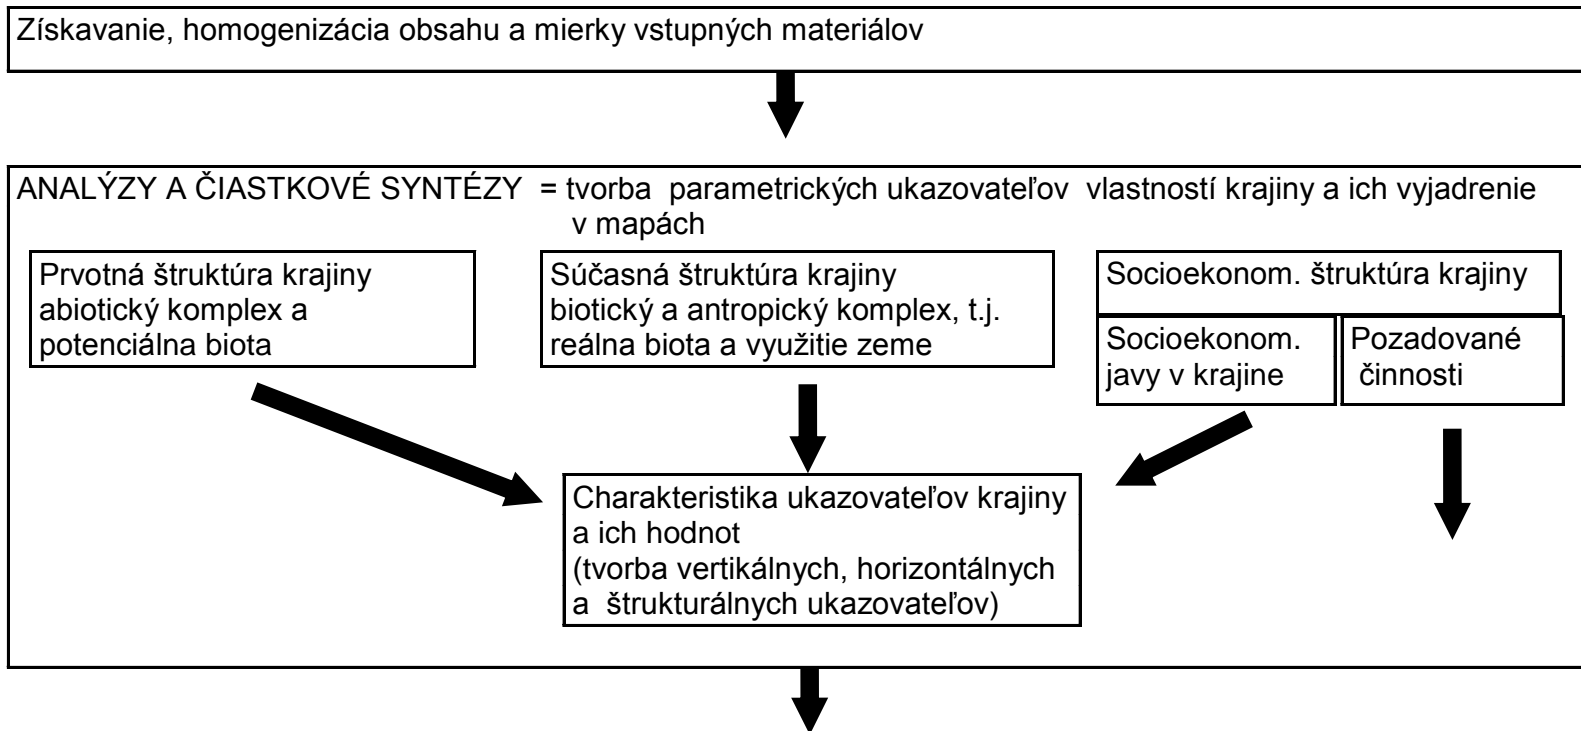 Získavanie, homogenizácia obsahu a mierky vstupných materiálov
ANALÝZY A ČIASTKOVÉ SYNTÉZY = tvorba parametrických ukazovateľov vlastností krajiny a ich vyjadrenie
v mapách
Prvotná štruktúra krajiny
abiotický komplex a
potenciálna biota
Súčasná štruktúra krajiny
biotický a antropický komplex, t.j.
reálna biota a využitie zeme
Socioekonom. štruktúra krajiny
Socioekonom.
javy v krajine
Pozadované
činnosti
Charakteristika ukazovateľov krajiny
a ich hodnot
(tvorba vertikálnych, horizontálnych
a štrukturálnych ukazovateľov)